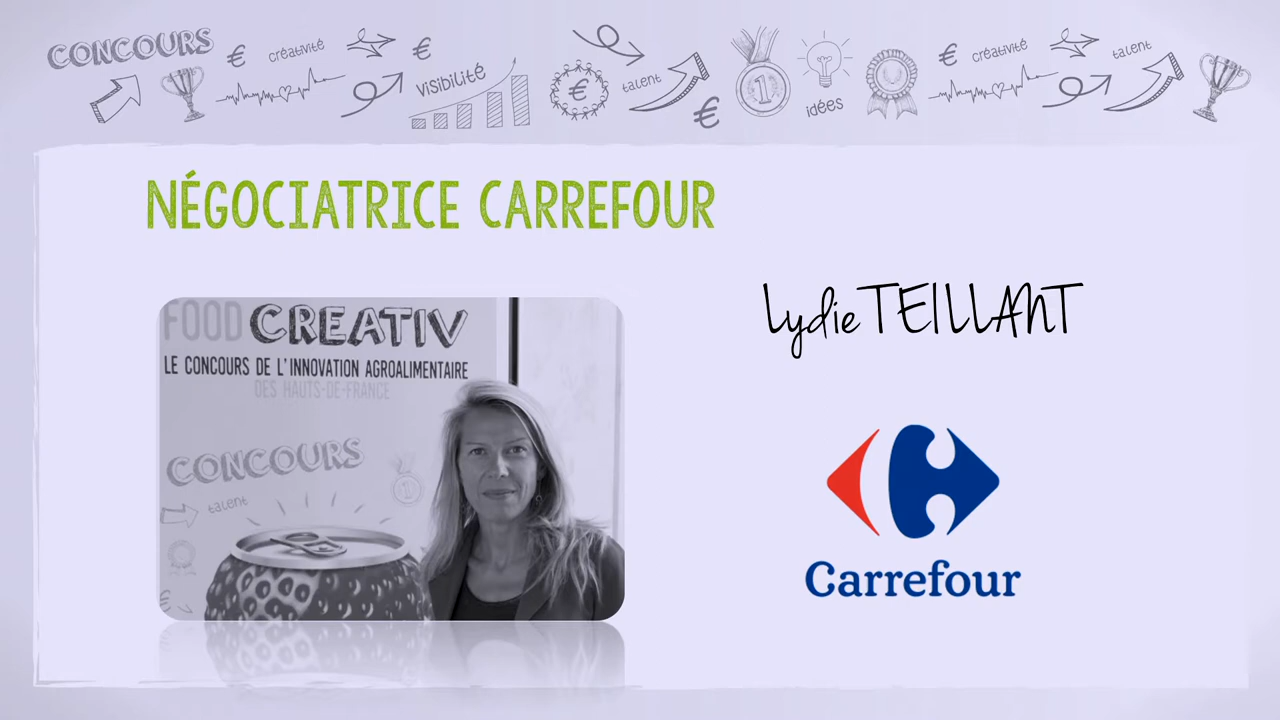 CONCOURS
€
créativité
€
visibilité
€
talent
€
1
idées
€
créativité
talent
NÉGOCIATRICE CARREFOUR
Lydie TEILLANT
FOOD CREATIV
LE CONCOURS DE L'INNOVATION AGROALIMENTAIRE
DES HAUTS-DE-FRANCE
CONCOURS
talent
1
€
Carrefour